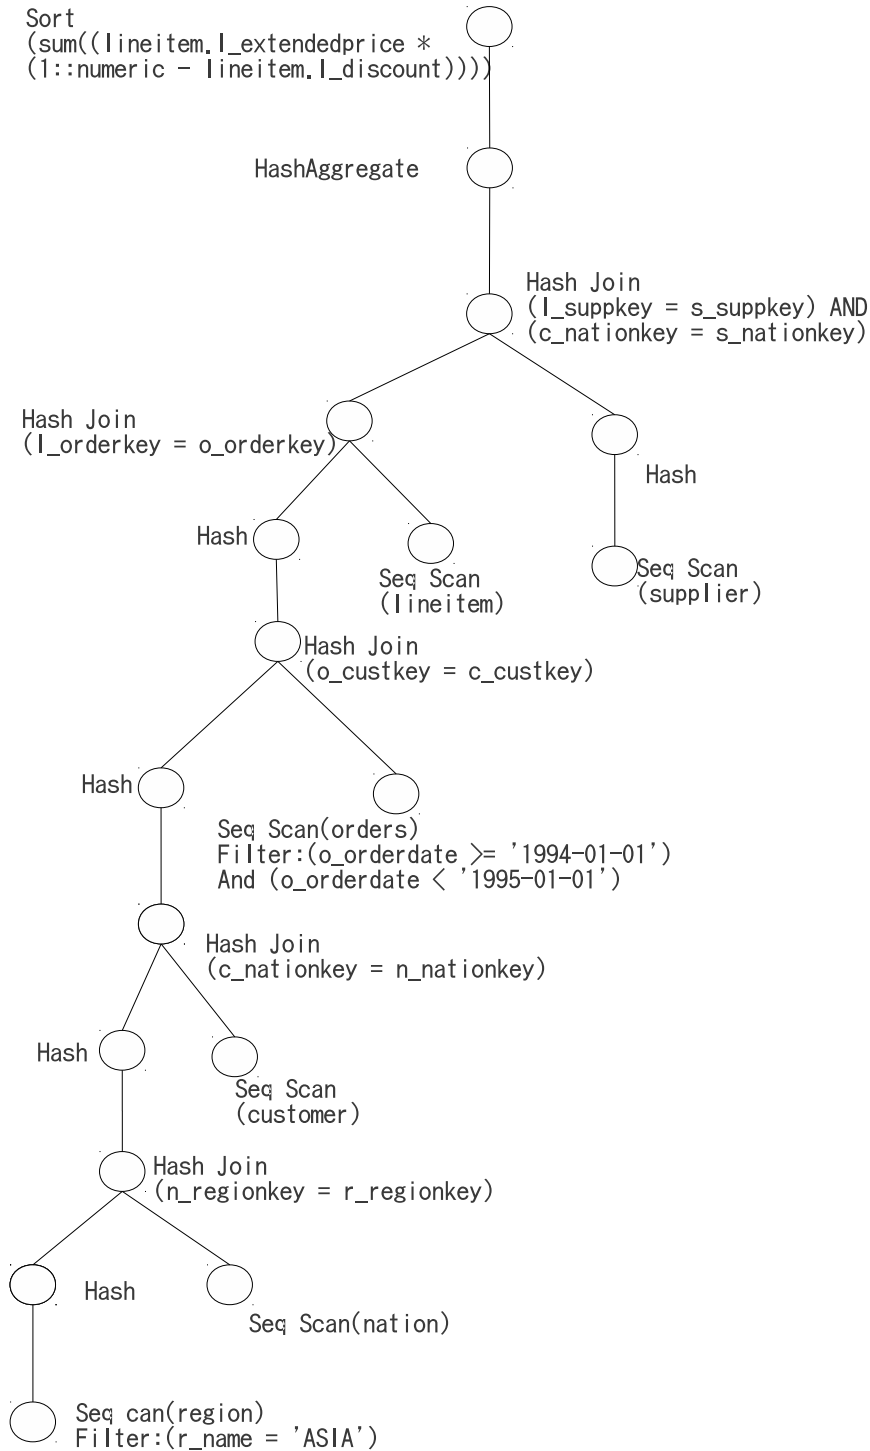 Sort
(sum((lineitem.l_extendedprice *
(1::numeric - lineitem.l_discount))))
HashAggregate
Hash Join
(l_suppkey = s_suppkey) AND
(c_nationkey = s_nationkey)
Hash Join
(l_orderkey = o_orderkey)
Hash
Hash
Seq Scan
(lineitem)
Seq Scan
(supplier)
Hash Join
(o_custkey = c_custkey)
Hash
Seq Scan(orders)
Filter:(o_orderdate >= '1994-01-01')
And (o_orderdate < '1995-01-01')
Hash Join
(c_nationkey = n_nationkey)
Hash
Seq Scan
(customer)
Hash Join
(n_regionkey = r_regionkey)
Hash
Seq Scan(nation)
Seq can(region)
Filter:(r_name = 'ASIA')